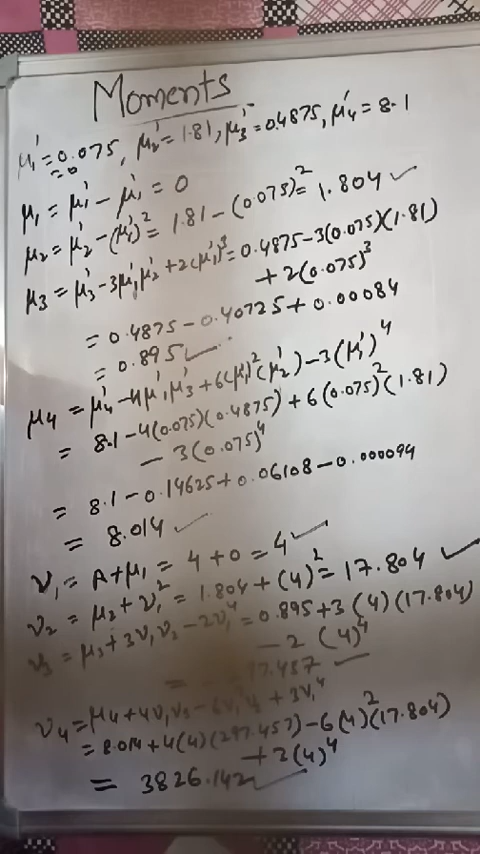 Moments
μ₁' = 0.075, μ₂' = 1.81, μ₃' = 0.4875, μ₄' = 8.1
= 0
μ₁ = μ₁' - μ₁' = 0
μ₂ = μ₂' - (μ₁')² = 1.81 - (0.075)² = 1.804 ✓
μ₃ = μ₃' - 3μ₁'μ₂' + 2(μ₁')³ = 0.4875 - 3(0.075)(1.81)
+ 2(0.075)³
= 0.4875 - 0.40725 + 0.00084
= 0.895 ✓
μ₄ = μ₄' - 4μ₁'μ₃' + 6(μ₁')²(μ₂') - 3(μ₁')⁴
= 8.1 - 4(0.075)(0.4875) + 6(0.075)²(1.81)
- 3(0.075)⁴
= 8.1 - 0.14625 + 0.06108 - 0.000094
= 8.014 ✓
ν₁ = A + μ₁ = 4 + 0 = 4 ✓
ν₂ = μ₂ + ν₁² = 1.804 + (4)² = 17.804 ✓
ν₃ = μ₃ + 3ν₁ν₂ - 2ν₁⁴ = 0.895 + 3(4)(17.804)
- 2(4)⁴
= ✓
ν₄ = μ₄ + 4ν₁ν₃ - 6ν₁² + 3ν₁⁴
= 8.014 + 4(4)(297.457) - 6(4)²(17.804)
+ 3(4)⁴
= 3826.142 ✓